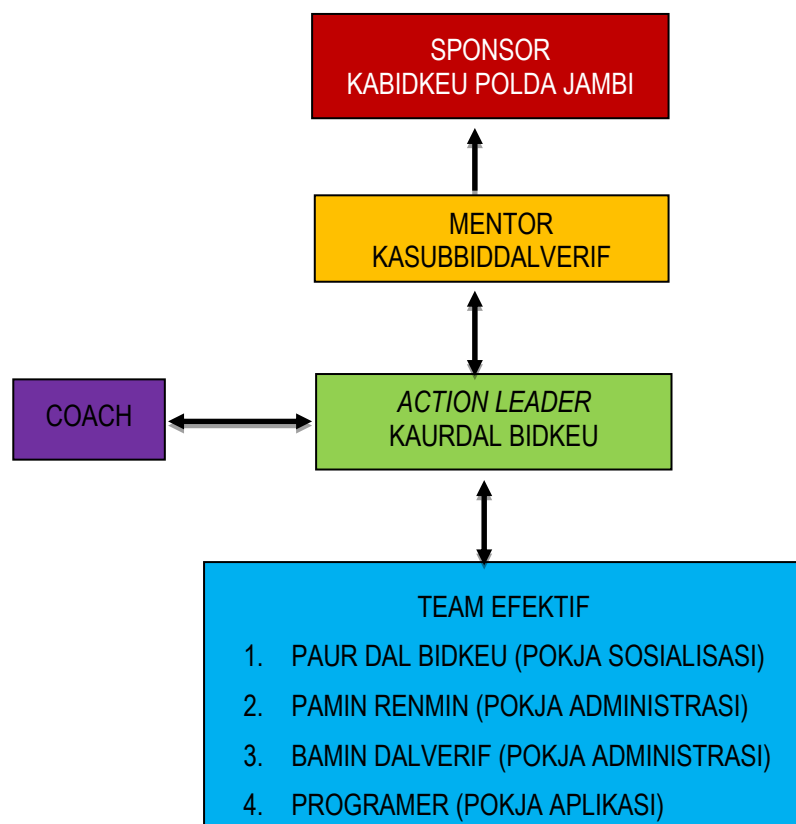 SPONSOR
KABIDKEU POLDA JAMBI
MENTOR
KASUBBIDDALVERIF
COACH
ACTION LEADER
KAURDAL BIDKEU
TEAM EFEKTIF
1. PAUR DAL BIDKEU (POKJA SOSIALISASI)
2. PAMIN RENMIN (POKJA ADMINISTRASI)
3. BAMIN DALVERIF (POKJA ADMINISTRASI)
4. PROGRAMER (POKJA APLIKASI)